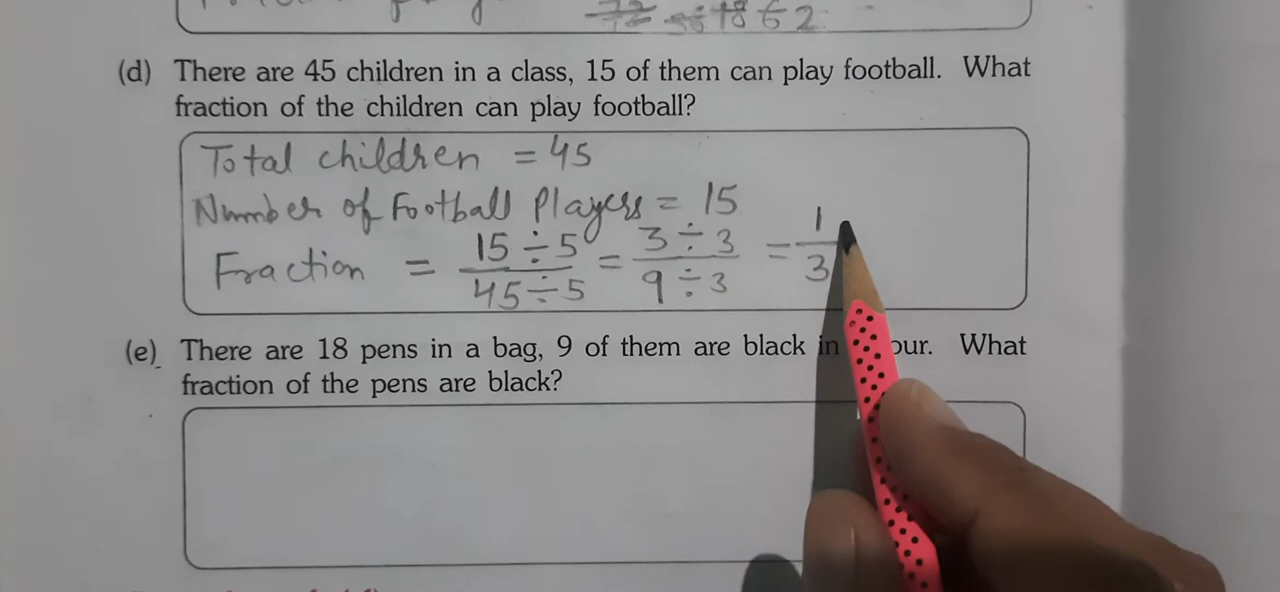 (d) There are 45 children in a class, 15 of them can play football. What
fraction of the children can play football?
Total children = 45
Number of Football Players = 15
Fraction = 15 ÷ 5 / 45 ÷ 5 = 3 ÷ 3 / 9 ÷ 3 = 1 / 3
(e) There are 18 pens in a bag, 9 of them are black in our. What
fraction of the pens are black?